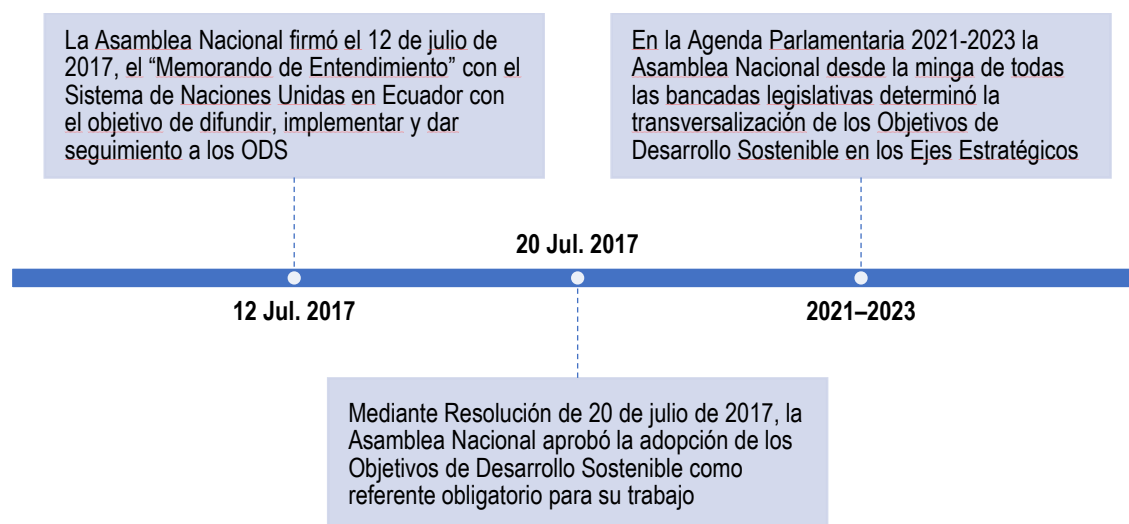 La Asamblea Nacional firmó el 12 de julio de
2017, el “Memorando de Entendimiento” con el
Sistema de Naciones Unidas en Ecuador con
el objetivo de difundir, implementar y dar
seguimiento a los ODS
En la Agenda Parlamentaria 2021-2023 la
Asamblea Nacional desde la minga de todas
las bancadas legislativas determinó la
transversalización de los Objetivos de
Desarrollo Sostenible en los Ejes Estratégicos
20 Jul. 2017
12 Jul. 2017
2021–2023
Mediante Resolución de 20 de julio de 2017, la
Asamblea Nacional aprobó la adopción de los
Objetivos de Desarrollo Sostenible como
referente obligatorio para su trabajo